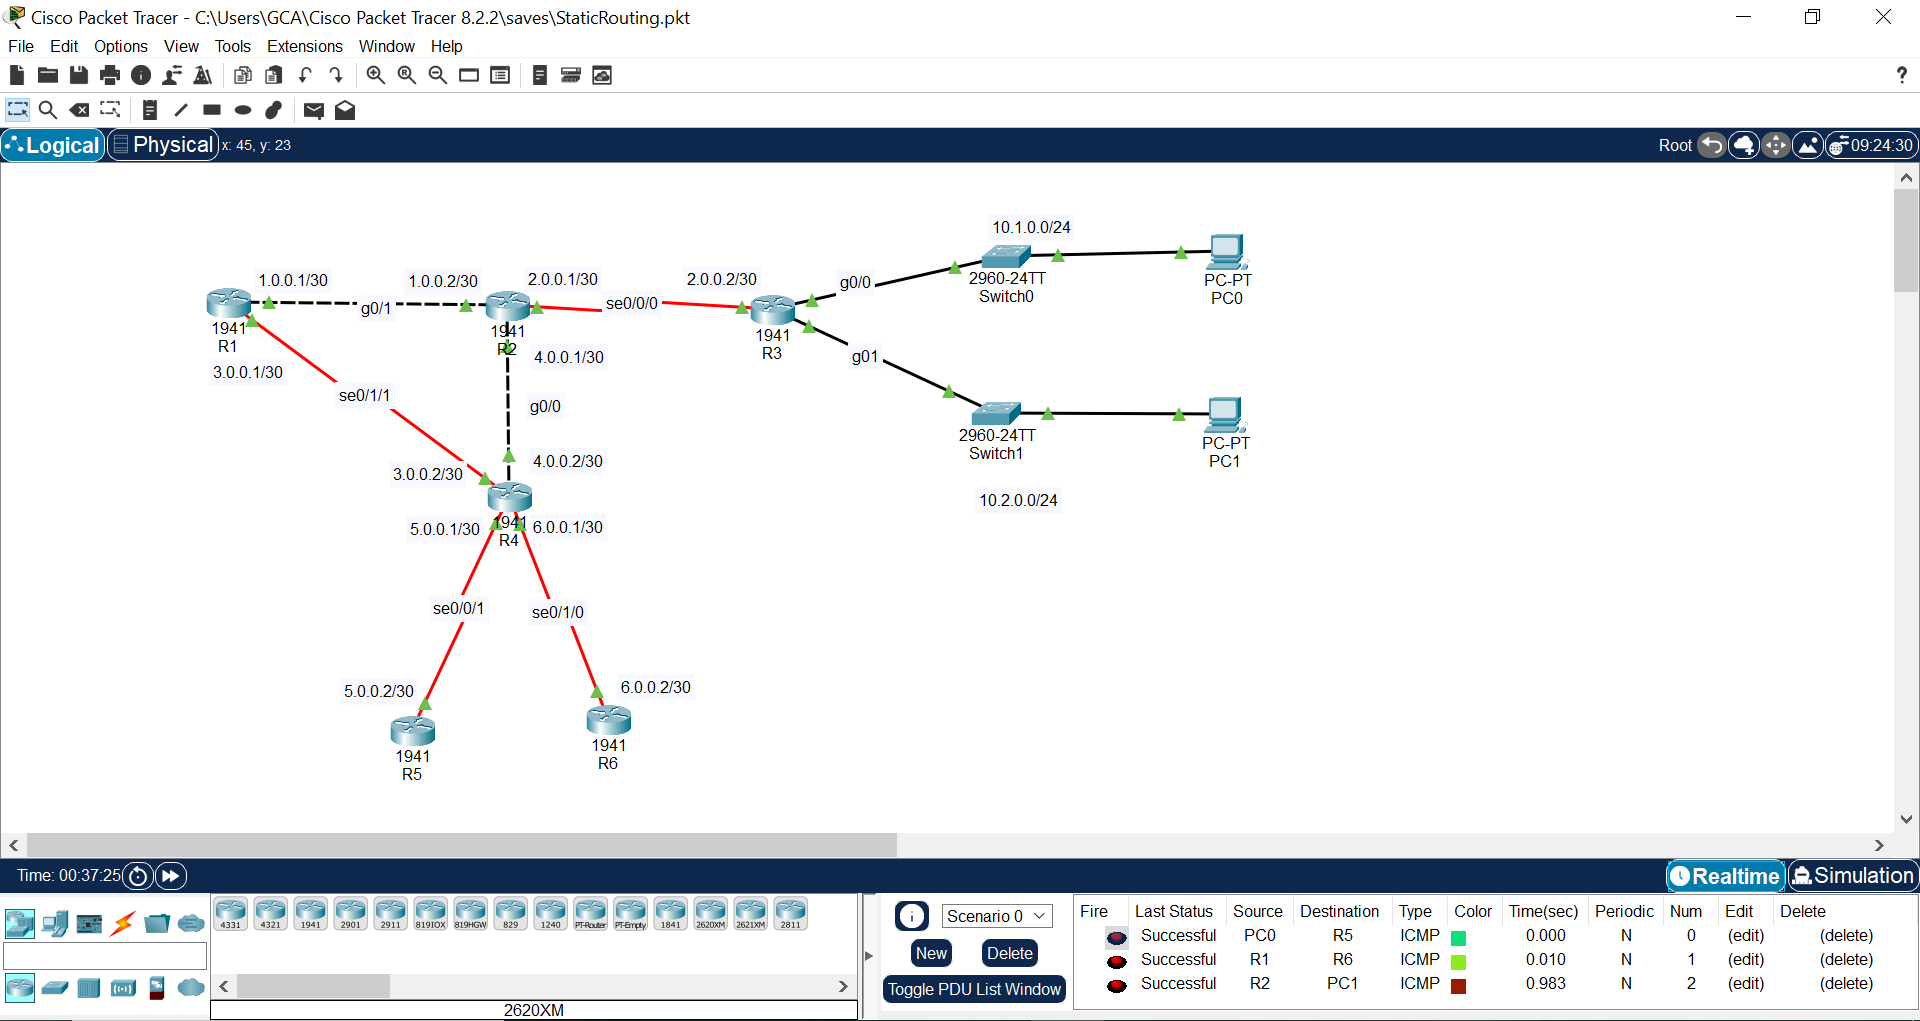 Cisco Packet Tracer - C:\Users\GCA\Cisco Packet Tracer 8.2.2\saves\StaticRouting.pkt
File Edit Options View Tools Extensions Window Help
?
Logical Physical x: 45, y: 23 Root 09:24:30
10.1.0.0/24
1.0.0.1/30 1.0.0.2/30 2.0.0.1/30 2.0.0.2/30
g0/1 se0/0/0 g0/0
2960-24TT
Switch0
PC-PT
PC0
1941
R1
1941
R2
1941
R3
3.0.0.1/30
4.0.0.1/30
g01
se0/1/1
g0/0
2960-24TT
Switch1
PC-PT
PC1
3.0.0.2/30
4.0.0.2/30
10.2.0.0/24
5.0.0.1/30
1941
R4
6.0.0.1/30
se0/0/1
se0/1/0
5.0.0.2/30
6.0.0.2/30
1941
R5
1941
R6
Time: 00:37:25
Realtime Simulation
4331 4321 1941 2901 2911 819IOX 819HGW 829 1240 PT-Router PT-Empty 1841 2620XM 2621XM 2811
2620XM
Scenario 0
New Delete
Toggle PDU List Window
Fire Last Status Source Destination Type Color Time(sec) Periodic Num Edit Delete
Successful PC0 R5 ICMP 0.000 N 0 (edit) (delete)
Successful R1 R6 ICMP 0.010 N 1 (edit) (delete)
Successful R2 PC1 ICMP 0.983 N 2 (edit) (delete)